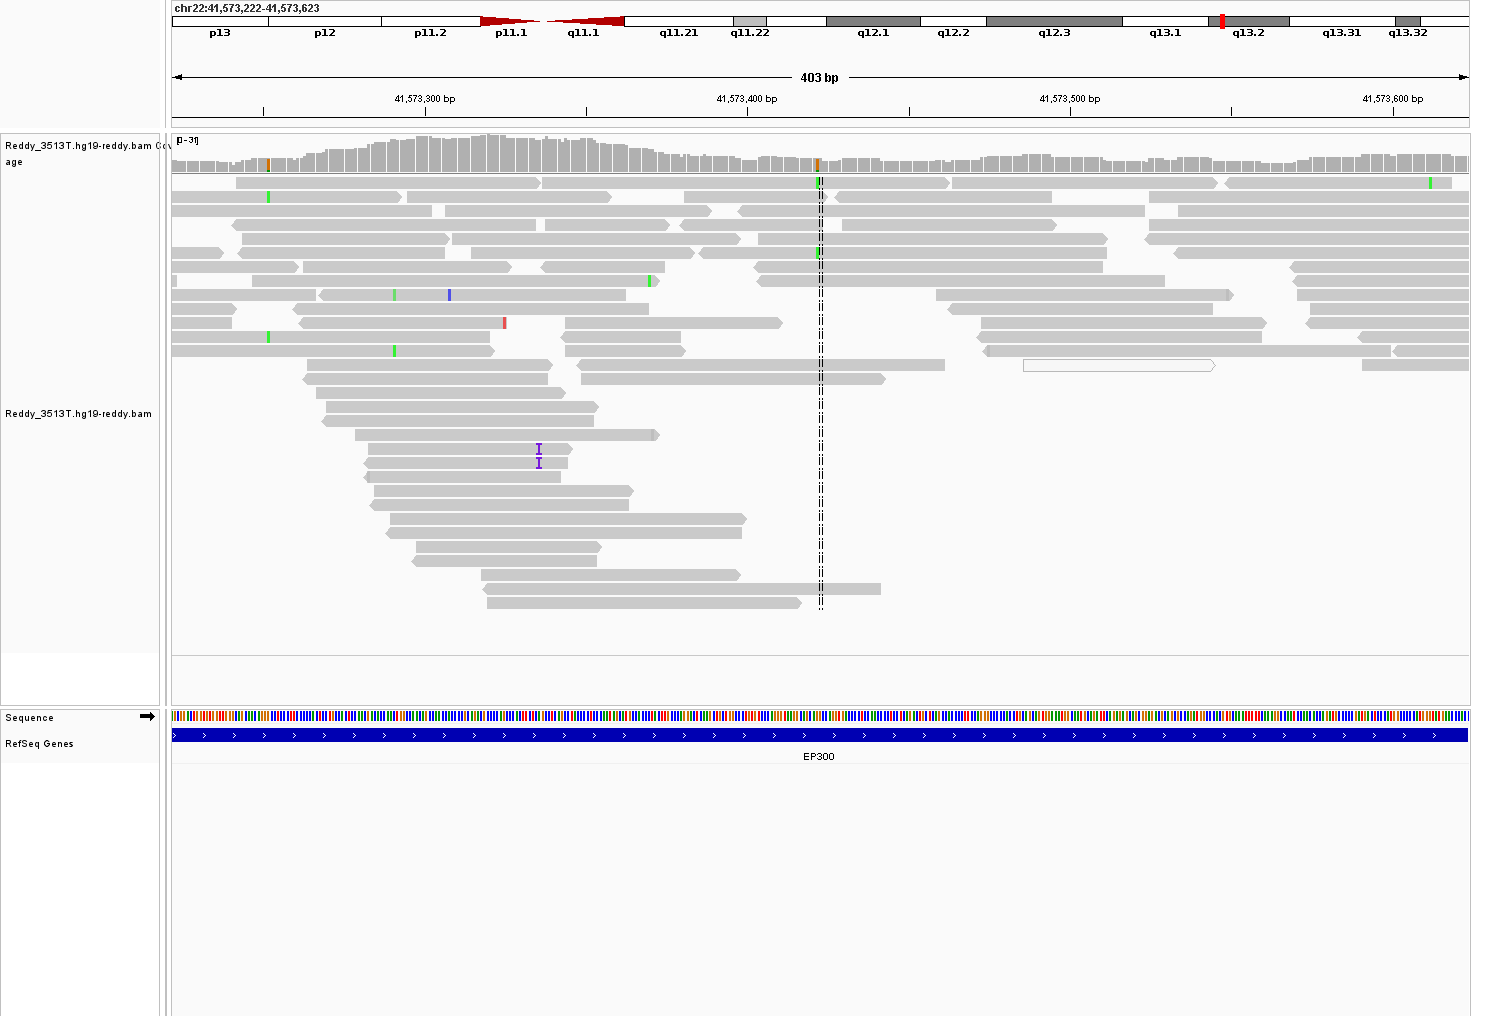 chr22:41,573,222-41,573,623
p13 p12 p11.2 p11.1 q11.1 q11.21 q11.22 q12.1 q12.2 q12.3 q13.1 q13.2 q13.31 q13.32
403 bp
41,573,300 bp 41,573,400 bp 41,573,500 bp 41,573,600 bp
[0-31]
Reddy_3513T.hg19-reddy.bam Cov
age
Reddy_3513T.hg19-reddy.bam
Sequence
RefSeq Genes
EP300